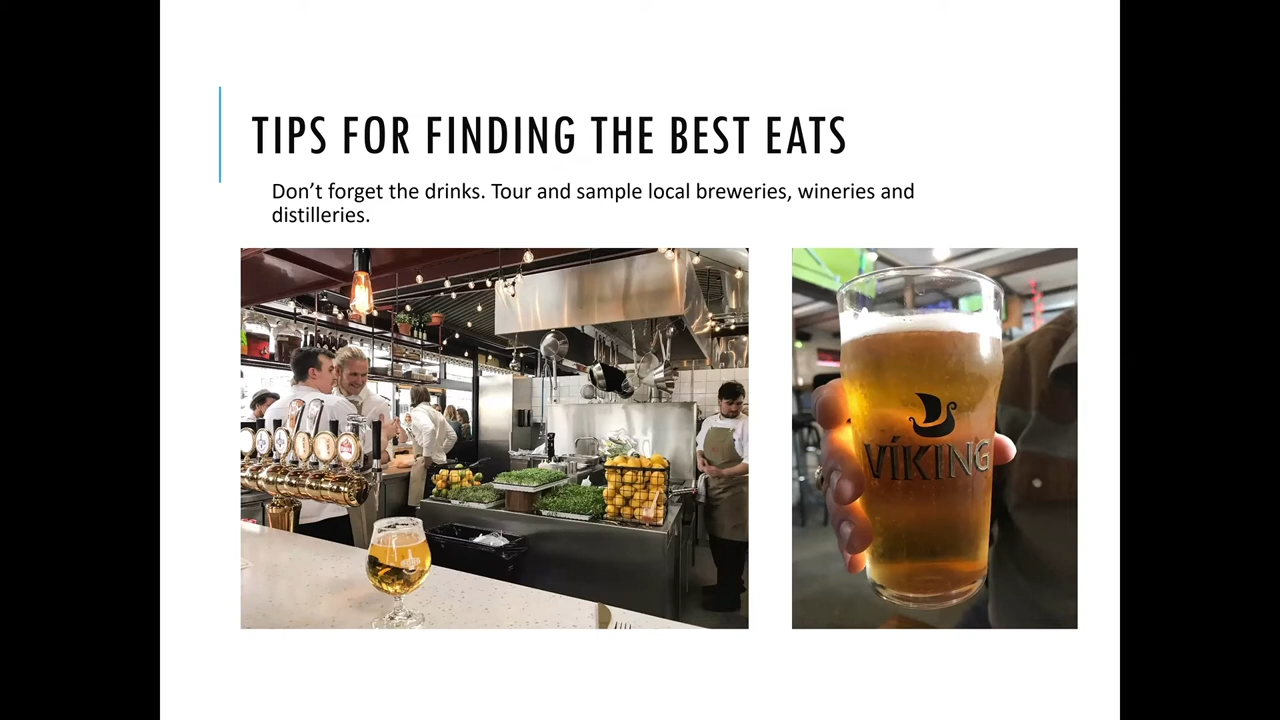 TIPS FOR FINDING THE BEST EATS
Don’t forget the drinks. Tour and sample local breweries, wineries and
distilleries.
VÍKING